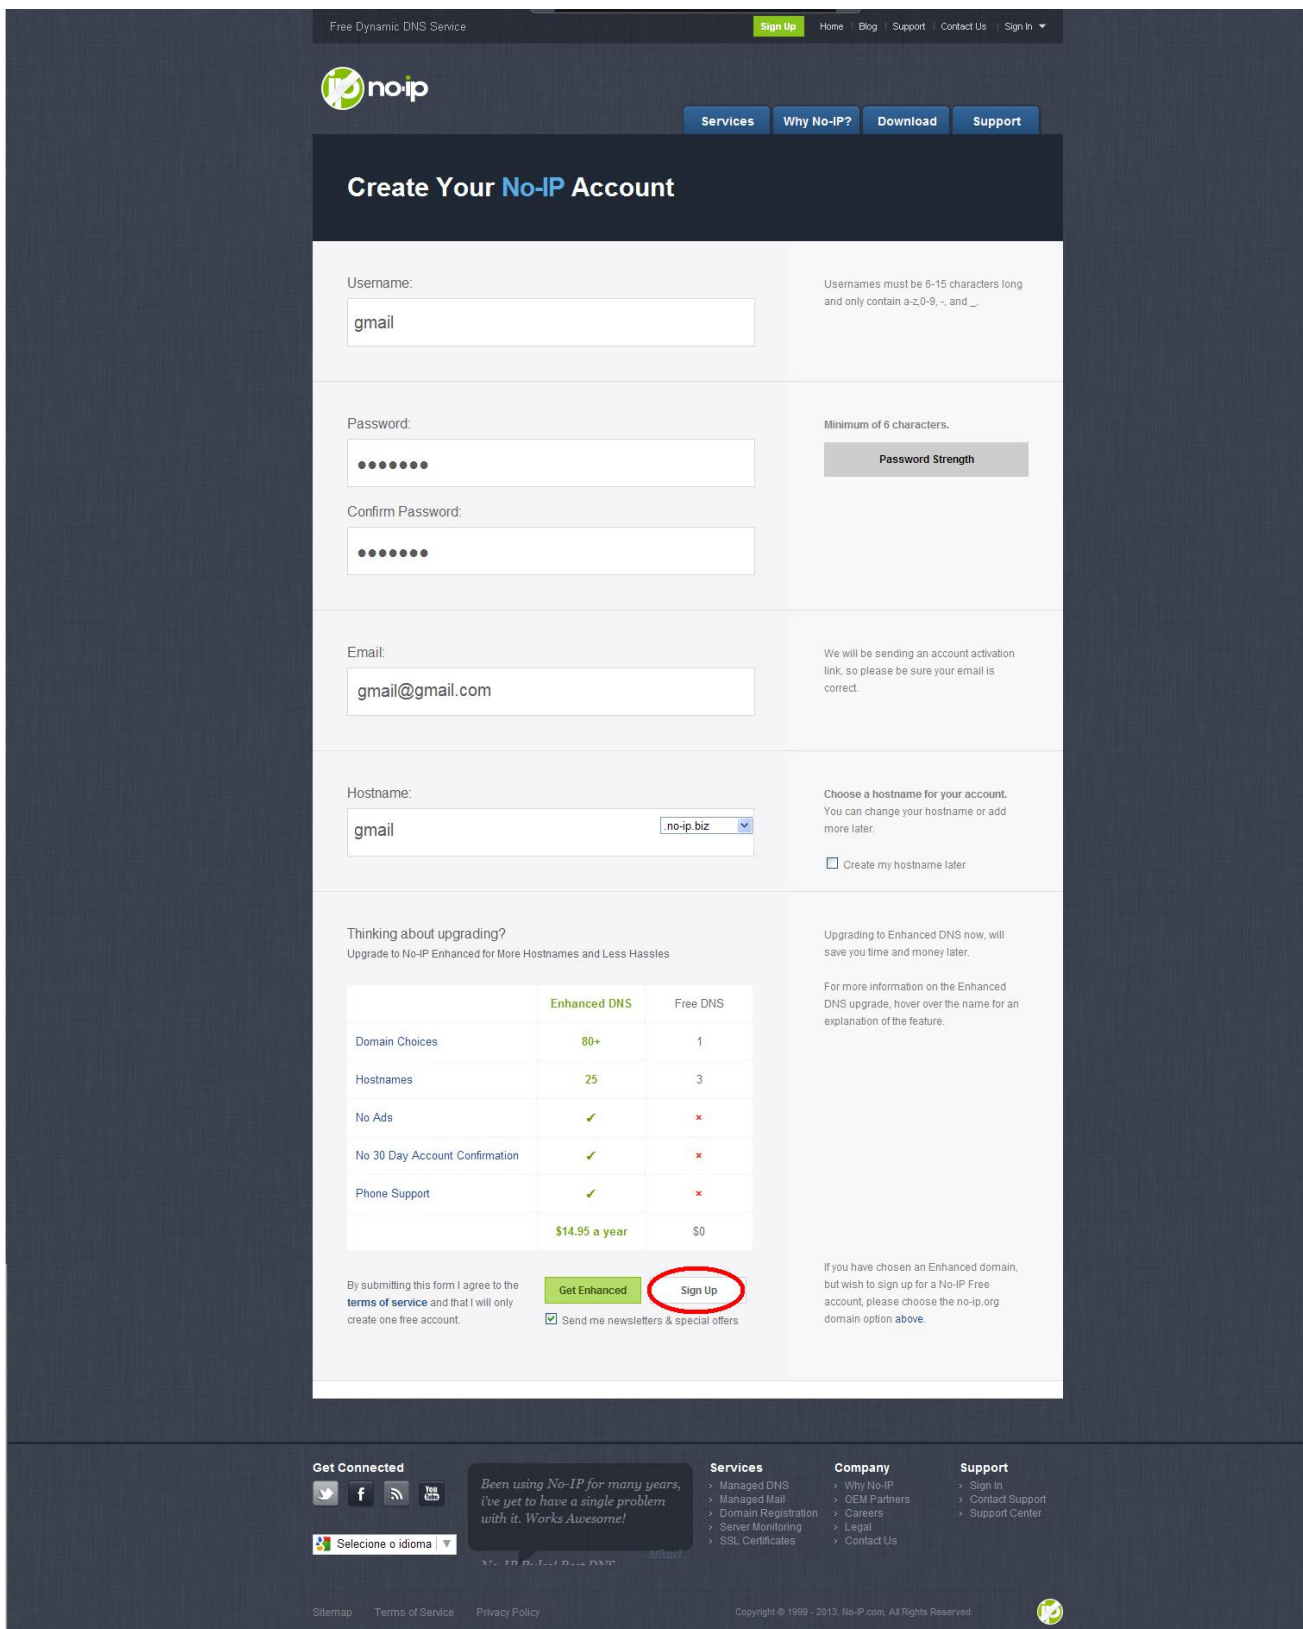 Free Dynamic DNS Service
Sign Up
Home
Blog
Support
Contact Us
Sign In
no·ip
Services
Why No-IP?
Download
Support
Create Your No-IP Account
Username:
gmail
Usernames must be 6-15 characters long
and only contain a-z,0-9, -, and _.
Password:
Minimum of 6 characters.
Password Strength
Confirm Password:
Email:
gmail@gmail.com
We will be sending an account activation
link, so please be sure your email is
correct.
Hostname:
gmail
.no-ip.biz
Choose a hostname for your account.
You can change your hostname or add
more later.
Create my hostname later
Thinking about upgrading?
Upgrade to No-IP Enhanced for More Hostnames and Less Hassles
Upgrading to Enhanced DNS now, will
save you time and money later.
For more information on the Enhanced
DNS upgrade, hover over the name for an
explanation of the feature.
Enhanced DNS Free DNS
Domain Choices 80+ 1
Hostnames 25 3
No Ads ✓ ×
No 30 Day Account Confirmation ✓ ×
Phone Support ✓ ×
$14.95 a year $0
By submitting this form I agree to the
terms of service and that I will only
create one free account.
Get Enhanced
Sign Up
Send me newsletters & special offers
If you have chosen an Enhanced domain,
but wish to sign up for a No-IP Free
account, please choose the no-ip.org
domain option above.
Get Connected
You
Tube
Selecione o idioma
Been using No-IP for many years,
i've yet to have a single problem
with it. Works Awesome!
-Mikael
Services
› Managed DNS
› Managed Mail
› Domain Registration
› Server Monitoring
› SSL Certificates
Company
› Why No-IP
› OEM Partners
› Careers
› Legal
› Contact Us
Support
› Sign In
› Contact Support
› Support Center
Sitemap
Terms of Service
Privacy Policy
Copyright © 1999 - 2013, No-IP.com, All Rights Reserved.